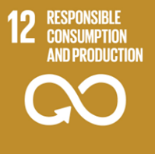 12 RESPONSIBLE
CONSUMPTION
AND PRODUCTION